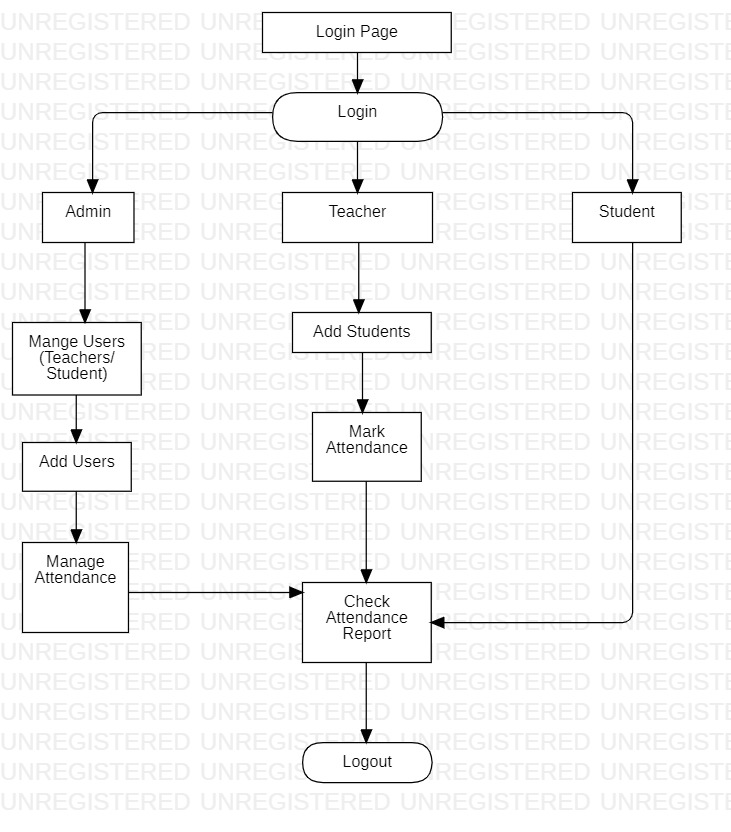 Login Page
Login
Admin
Teacher
Student
Mange Users
(Teachers/
Student)
Add Students
Mark
Attendance
Add Users
Manage
Attendance
Check
Attendance
Report
Logout
UNREGISTERED